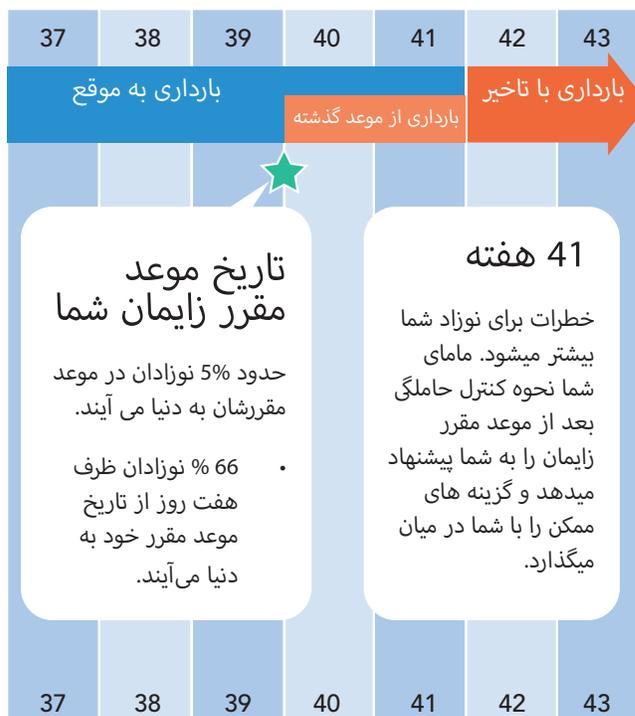 37 38 39 40 41 42 43
بارداری به موقع
بارداری با تاخیر
بارداری از موعد گذشته
تاریخ موعد
مقرر زایمان شما
حدود 5% نوزادان در موعد
مقررشان به دنیا می آیند.
• 66 % نوزادان ظرف
هفت روز از تاریخ
موعد مقرر خود به
دنیا می‌آیند.
41 هفته
خطرات برای نوزاد شما
بیشتر میشود. مامای
شما نحوه کنترل حاملگی
بعد از موعد مقرر
زایمان را به شما پیشنهاد
میدهد و گزینه های
ممکن را با شما در میان
میگذارد.
37 38 39 40 41 42 43